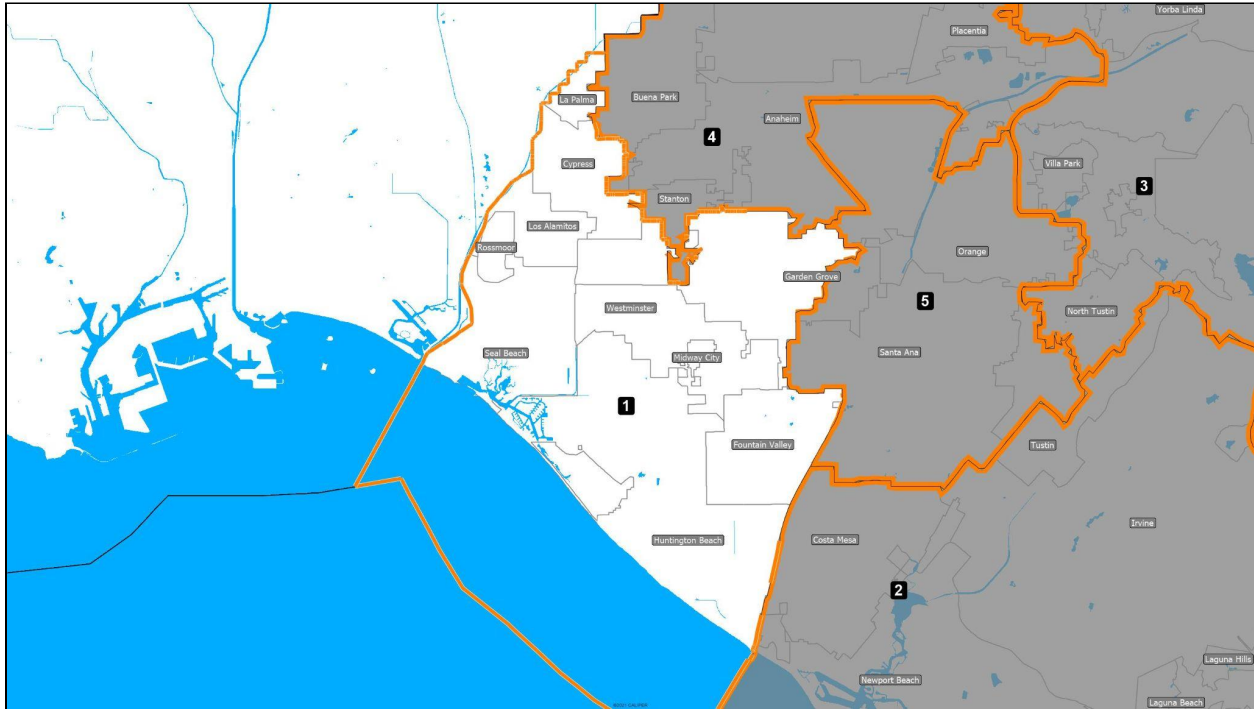 Yorba Linda
Placentia
La Palma
Buena Park
Anaheim
4
Cypress
Villa Park
3
Stanton
Los Alamitos
Rossmoor
Orange
Garden Grove
5
Westminster
North Tustin
Seal Beach
Midway City
Santa Ana
1
Fountain Valley
Tustin
Irvine
Huntington Beach
Costa Mesa
2
Laguna Hills
Newport Beach
Laguna Beach
©2021 CALIPER